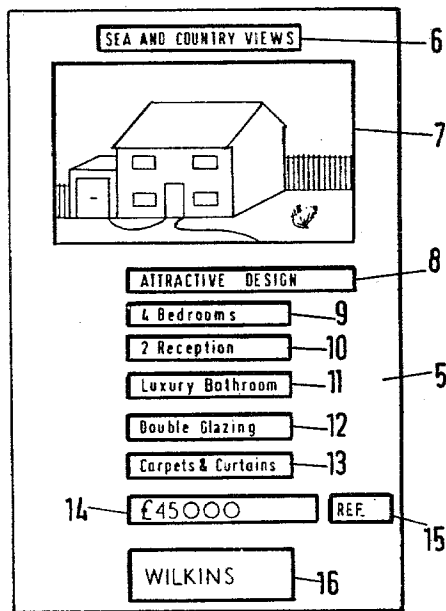 SEA AND COUNTRY VIEWS 6
7
ATTRACTIVE DESIGN 8
4 Bedrooms 9
2 Reception 10
5
Luxury Bathroom 11
Double Glazing 12
Carpets & Curtains 13
14 £45000 REF. 15
WILKINS 16